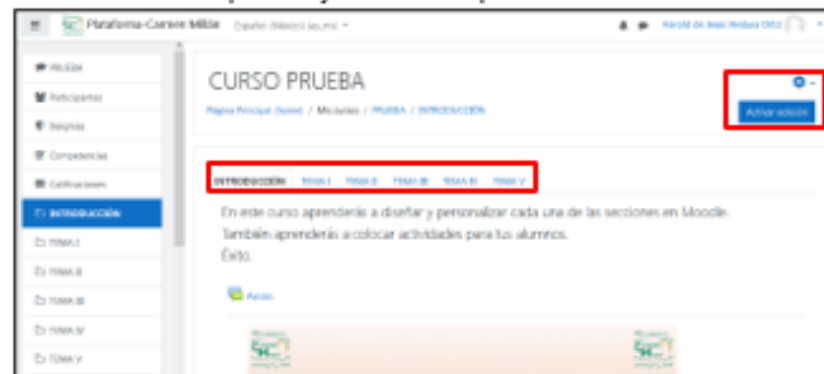 Plataforma-Carmen Millán Español (México) (es_mx)
PRUEBA
Participantes
Insignias
Competencias
Calificaciones
INTRODUCCIÓN
TEMA I
TEMA II
TEMA III
TEMA IV
TEMA V
CURSO PRUEBA
Página Principal (home) / Mis cursos / PRUEBA / INTRODUCCIÓN
Activar edición
INTRODUCCIÓN TEMA I TEMA II TEMA III TEMA IV TEMA V
En este curso aprenderás a diseñar y personalizar cada una de las secciones en Moodle.
También aprenderás a colocar actividades para tus alumnos.
Éxito.
Avisos